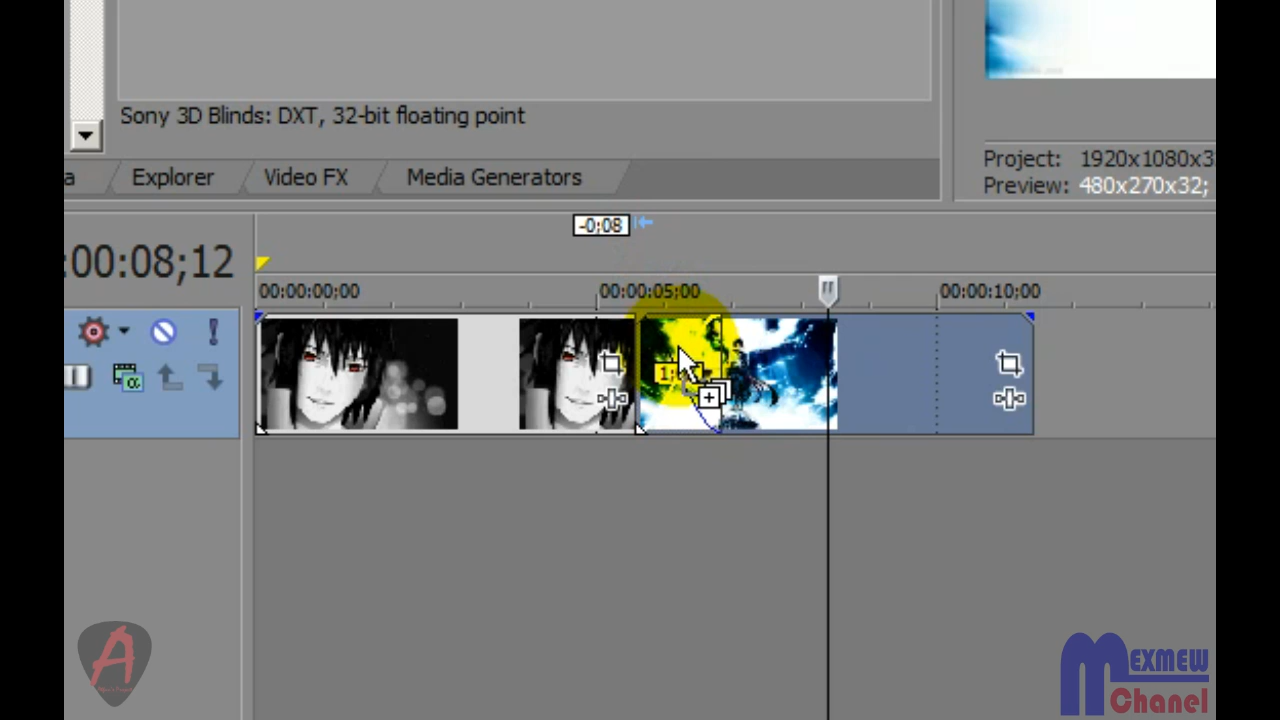 Sony 3D Blinds: DXT, 32-bit floating point
a
Explorer
Video FX
Media Generators
Project: 1920x1080x3
Preview: 480x270x32;
-0;08
:00:08;12
00:00:00;00
00:00:05;00
00:00:10;00
A
MEXMEW
Chanel